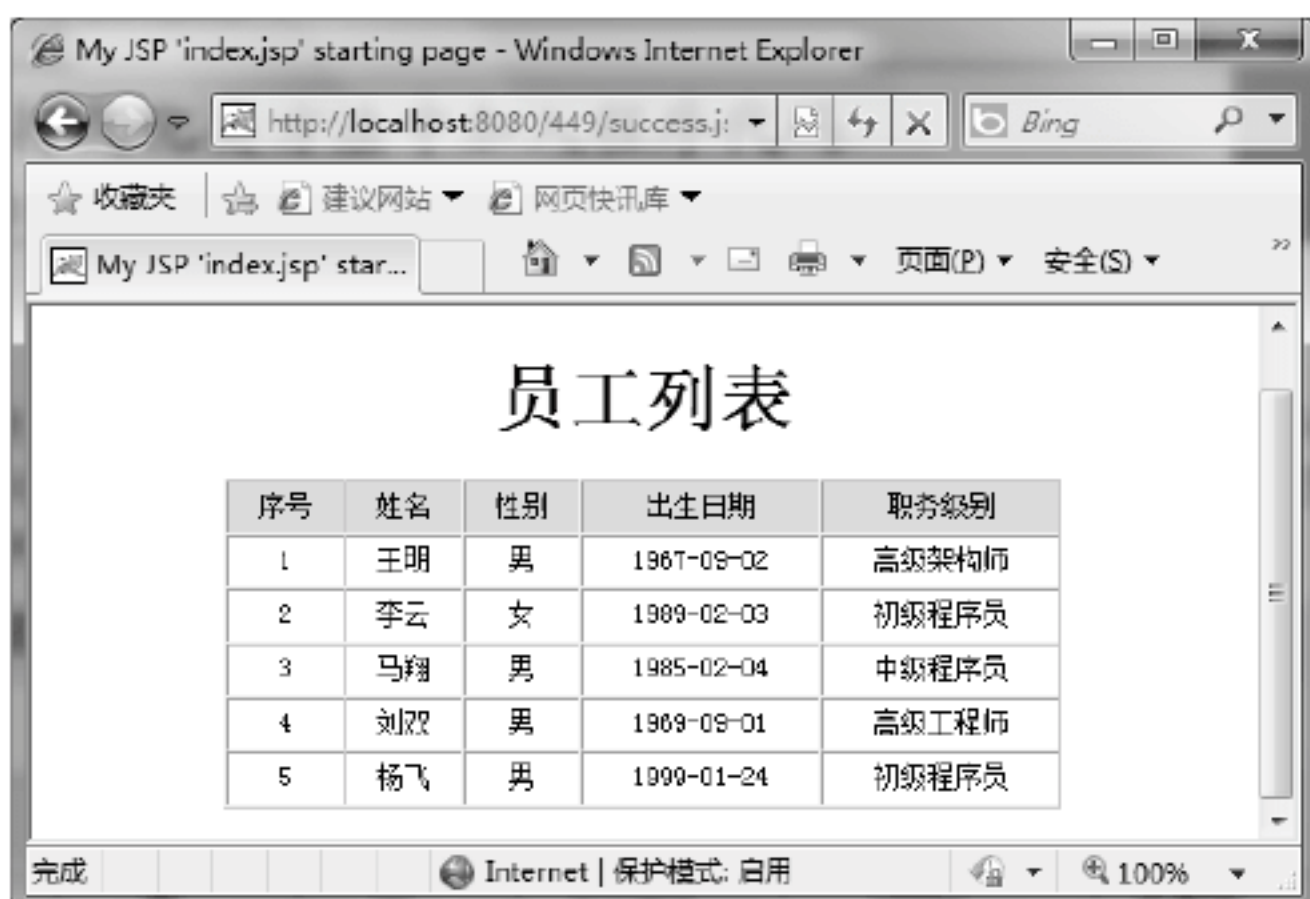 My JSP 'index.jsp' starting page - Windows Internet Explorer
http://localhost:8080/449/success.j: Bing
收藏夹 建议网站 网页快讯库
My JSP 'index.jsp' star... 页面(P) 安全(S) »
员工列表
序号 姓名 性别 出生日期 职务级别
1 王明 男 1967-09-02 高级架构师
2 李云 女 1989-02-03 初级程序员
3 马翔 男 1985-02-04 中级程序员
4 刘双 男 1969-09-01 高级工程师
5 杨飞 男 1999-01-24 初级程序员
完成 Internet | 保护模式: 启用 100%